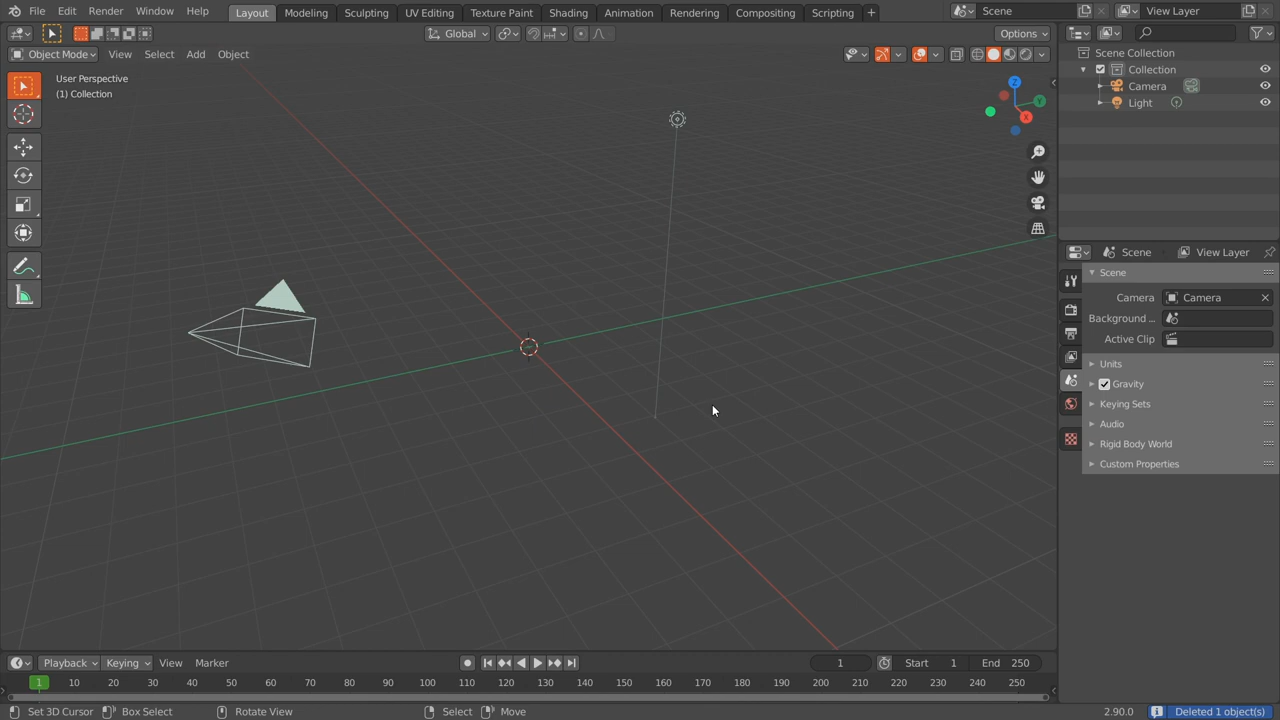 File Edit Render Window Help Layout Modeling Sculpting UV Editing Texture Paint Shading Animation Rendering Compositing Scripting + Scene View Layer
Global Options
Object Mode View Select Add Object
User Perspective
(1) Collection
Z
Y
X
Scene Collection
Collection
Camera
Light
Scene View Layer
Scene
Camera Camera
Background ...
Active Clip
Units
Gravity
Keying Sets
Audio
Rigid Body World
Custom Properties
Playback Keying View Marker 1 Start 1 End 250
1 10 20 30 40 50 60 70 80 90 100 110 120 130 140 150 160 170 180 190 200 210 220 230 240 250
Set 3D Cursor Box Select Rotate View Select Move 2.90.0 Deleted 1 object(s)